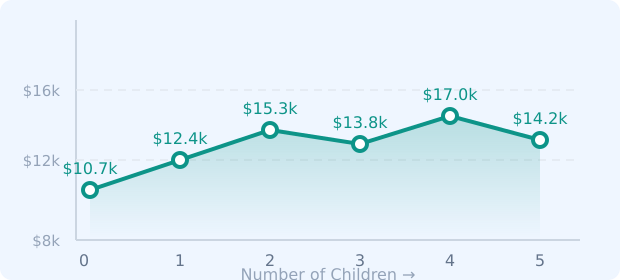 $17.0k
$16k
$15.3k
$14.2k
$13.8k
$12.4k
$12k
$10.7k
$8k
0 1 2 3 4 5
Number of Children →